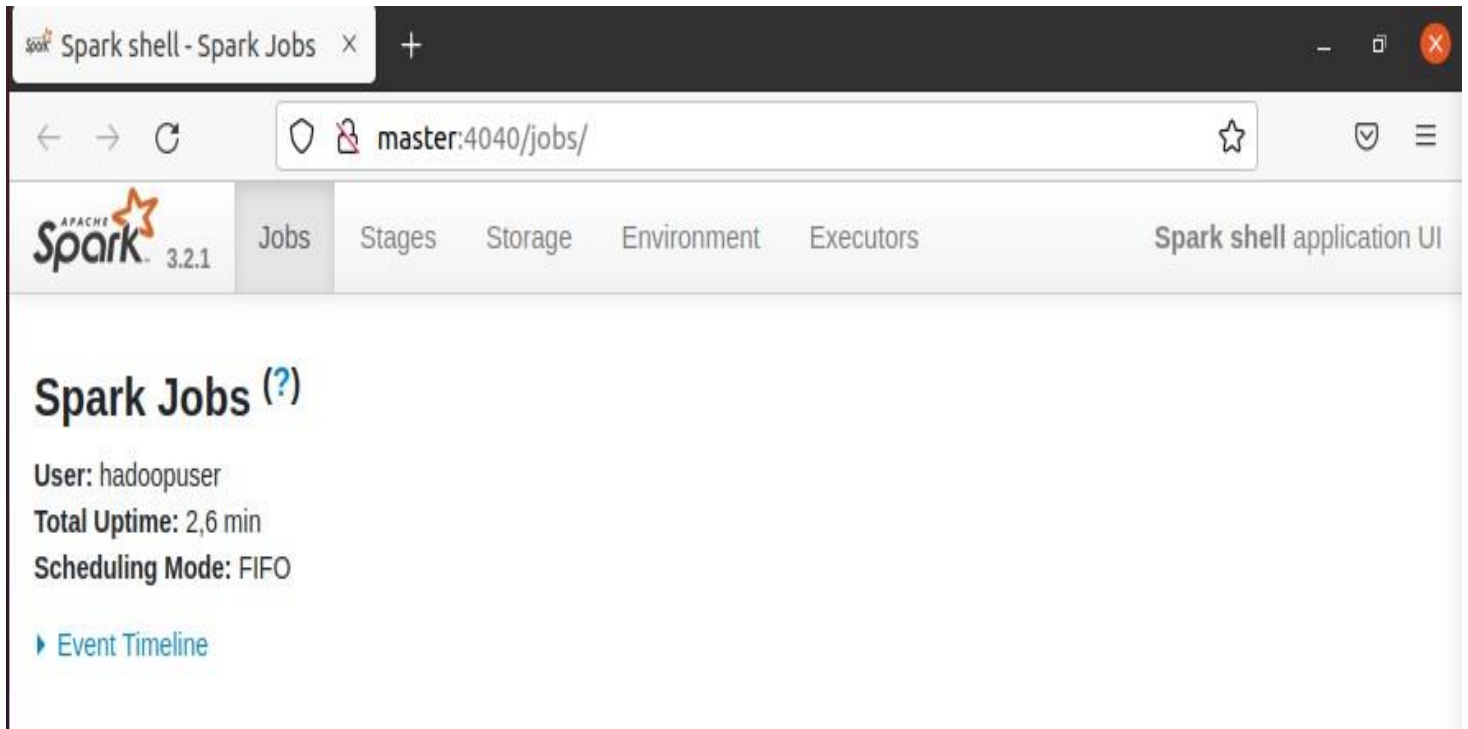 Spark shell - Spark Jobs
master:4040/jobs/
APACHE Spark 3.2.1 Jobs Stages Storage Environment Executors Spark shell application UI
Spark Jobs (?)
User: hadoopuser
Total Uptime: 2,6 min
Scheduling Mode: FIFO
Event Timeline